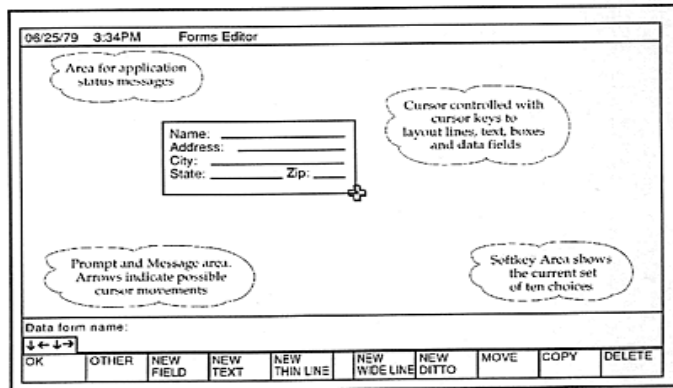 06/25/79 3:34PM Forms Editor
Area for application
status messages
Cursor controlled with
cursor keys to
layout lines, text, boxes
and data fields
Name:
Address:
City:
State: Zip:
Prompt and Message area.
Arrows indicate possible
cursor movements
Softkey Area shows
the current set
of ten choices
Data form name:
↓←↓→
OK OTHER NEW FIELD NEW TEXT NEW THIN LINE NEW WIDE LINE NEW DITTO MOVE COPY DELETE